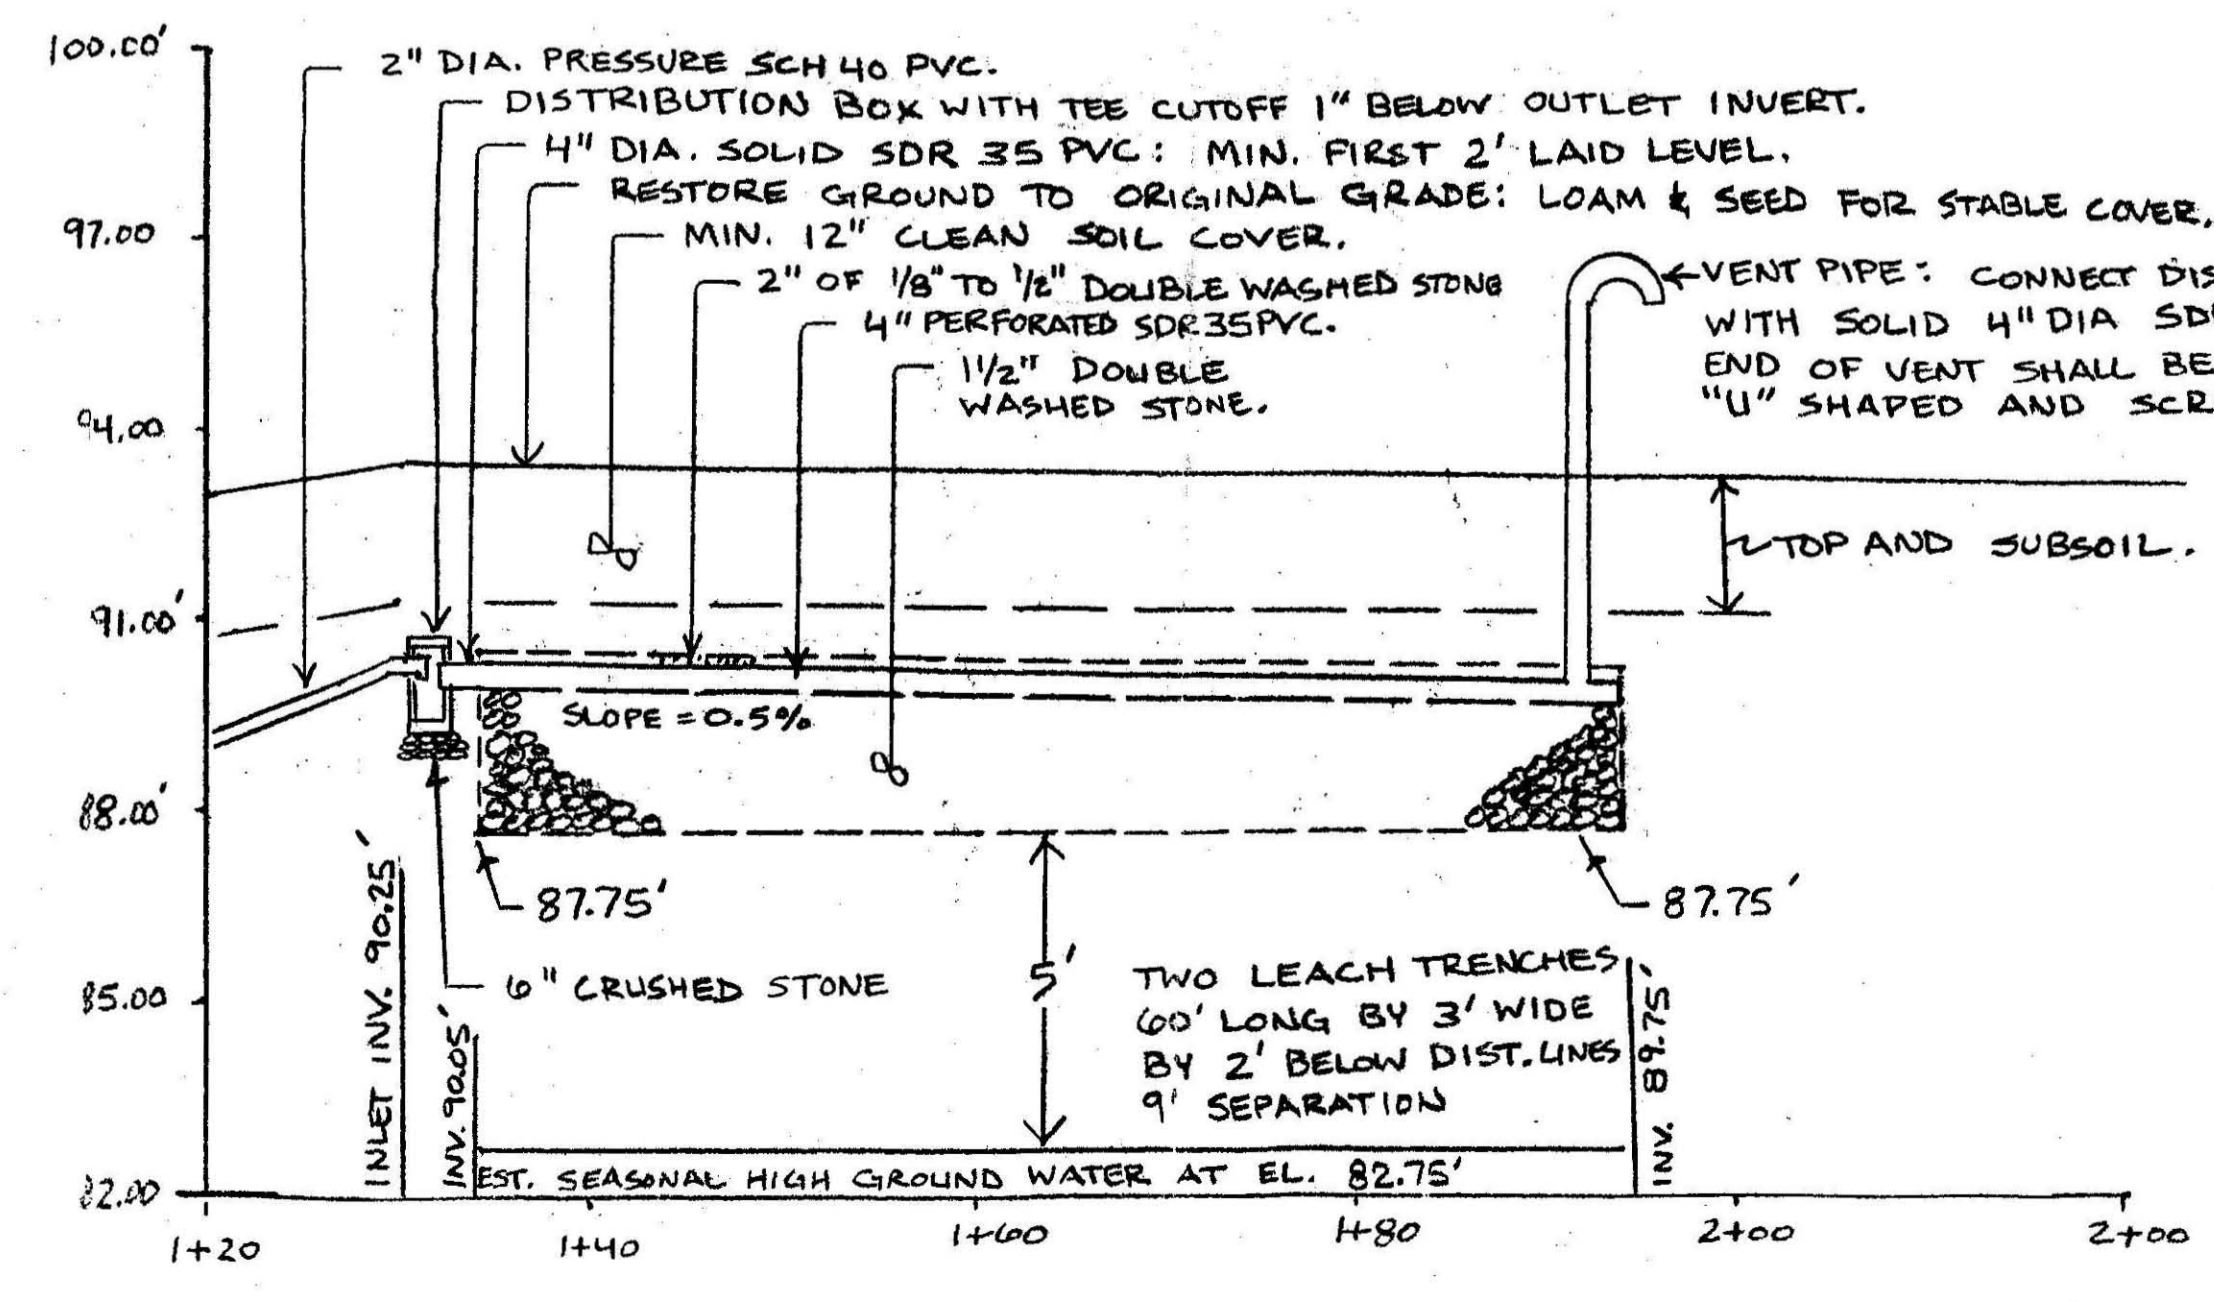 100.00'
2" DIA. PRESSURE SCH 40 PVC.
DISTRIBUTION BOX WITH TEE CUTOFF 1" BELOW OUTLET INVERT.
4" DIA. SOLID SDR 35 PVC: MIN. FIRST 2' LAID LEVEL.
RESTORE GROUND TO ORIGINAL GRADE: LOAM & SEED FOR STABLE COVER.
97.00
MIN. 12" CLEAN SOIL COVER.
2" OF 1/8" TO 1/2" DOUBLE WASHED STONE
4" PERFORATED SDR35PVC.
1 1/2" DOUBLE
WASHED STONE.
VENT PIPE: CONNECT DIS
WITH SOLID 4" DIA SD
END OF VENT SHALL BE
"U" SHAPED AND SCR
94.00
TOP AND SUBSOIL.
91.00'
SLOPE = 0.5%
88.00'
87.75'
87.75'
6" CRUSHED STONE
5'
TWO LEACH TRENCHES
60' LONG BY 3' WIDE
BY 2' BELOW DIST. LINES
9' SEPARATION
85.00
INLET INV. 90.25'
INV. 90.05'
INV. 89.75'
EST. SEASONAL HIGH GROUND WATER AT EL. 82.75'
82.00
1+20
1+40
1+60
1+80
2+00
2+00